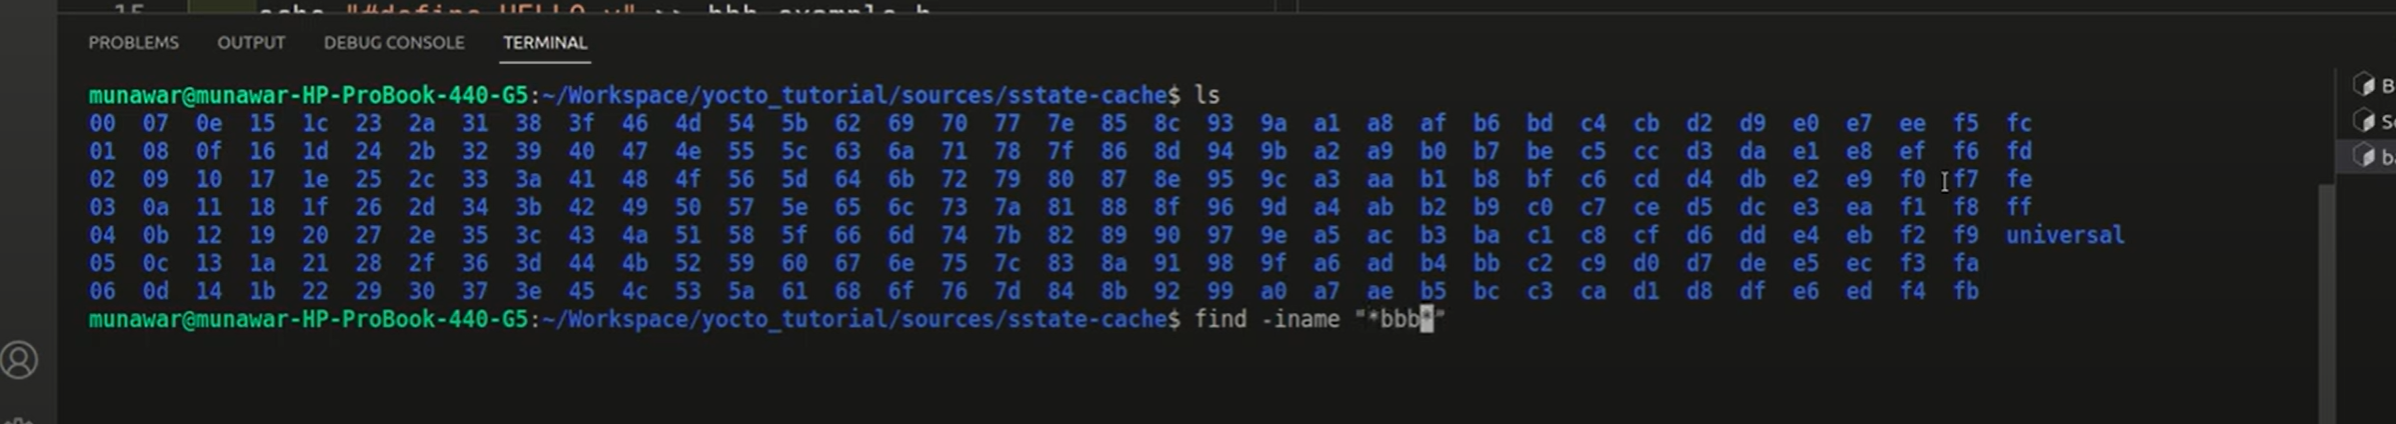 15 echo "#define HELLO_y" >> bbb_example.h
PROBLEMS OUTPUT DEBUG CONSOLE TERMINAL
munawar@munawar-HP-ProBook-440-G5:~/Workspace/yocto_tutorial/sources/sstate-cache$ ls
00 07 0e 15 1c 23 2a 31 38 3f 46 4d 54 5b 62 69 70 77 7e 85 8c 93 9a a1 a8 af b6 bd c4 cb d2 d9 e0 e7 ee f5 fc
01 08 0f 16 1d 24 2b 32 39 40 47 4e 55 5c 63 6a 71 78 7f 86 8d 94 9b a2 a9 b0 b7 be c5 cc d3 da e1 e8 ef f6 fd
02 09 10 17 1e 25 2c 33 3a 41 48 4f 56 5d 64 6b 72 79 80 87 8e 95 9c a3 aa b1 b8 bf c6 cd d4 db e2 e9 f0 f7 fe
03 0a 11 18 1f 26 2d 34 3b 42 49 50 57 5e 65 6c 73 7a 81 88 8f 96 9d a4 ab b2 b9 c0 c7 ce d5 dc e3 ea f1 f8 ff
04 0b 12 19 20 27 2e 35 3c 43 4a 51 58 5f 66 6d 74 7b 82 89 90 97 9e a5 ac b3 ba c1 c8 cf d6 dd e4 eb f2 f9 universal
05 0c 13 1a 21 28 2f 36 3d 44 4b 52 59 60 67 6e 75 7c 83 8a 91 98 9f a6 ad b4 bb c2 c9 d0 d7 de e5 ec f3 fa
06 0d 14 1b 22 29 30 37 3e 45 4c 53 5a 61 68 6f 76 7d 84 8b 92 99 a0 a7 ae b5 bc c3 ca d1 d8 df e6 ed f4 fb
munawar@munawar-HP-ProBook-440-G5:~/Workspace/yocto_tutorial/sources/sstate-cache$ find -iname "*bbb*"